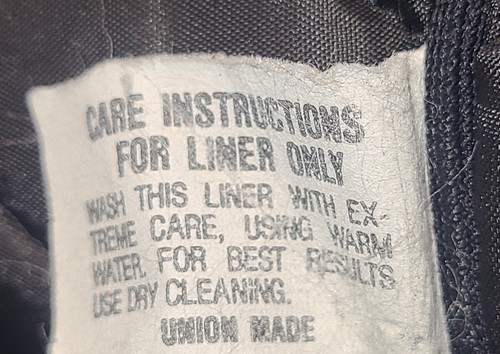 CARE INSTRUCTIONS
FOR LINER ONLY
WASH THIS LINER WITH EX-
TREME CARE, USING WARM
WATER. FOR BEST RESULTS
USE DRY CLEANING.
UNION MADE